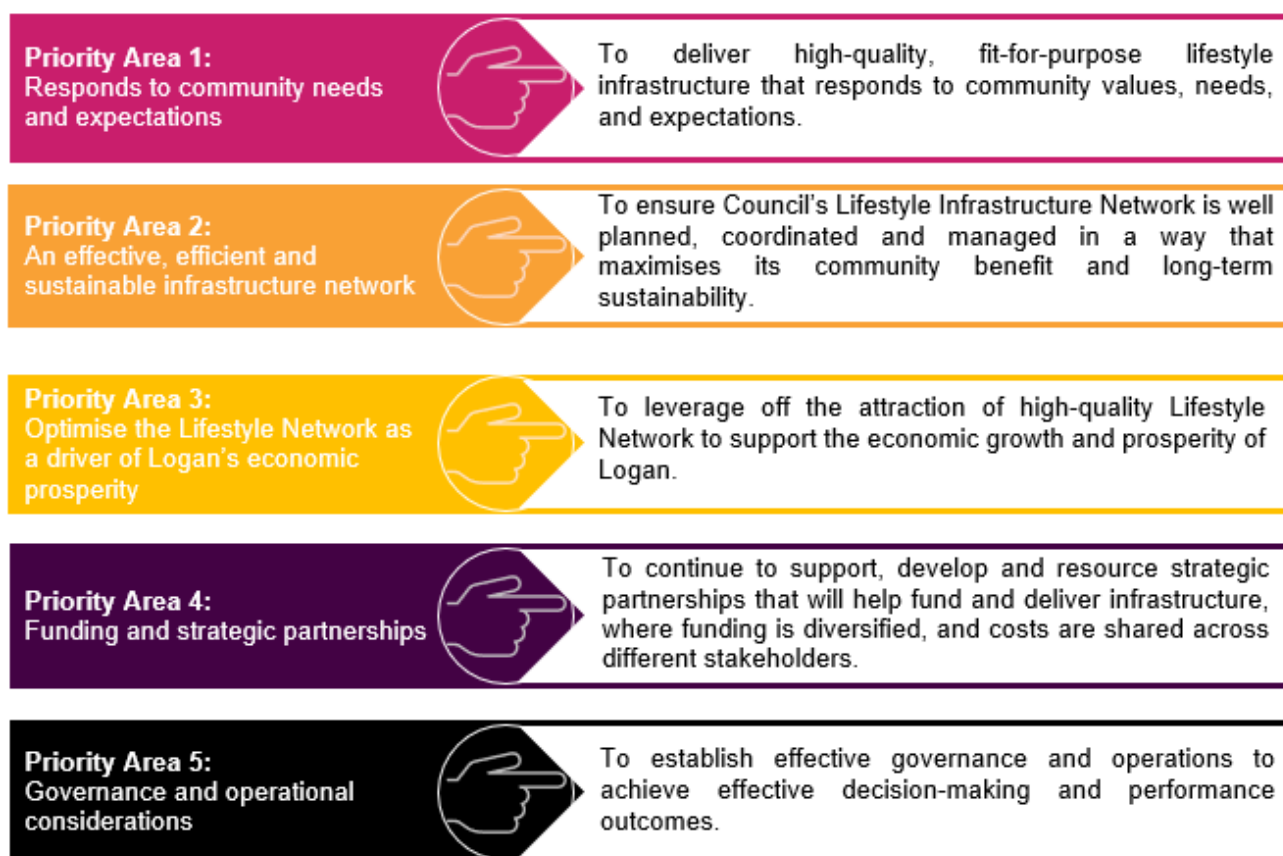 Priority Area 1:
Responds to community needs
and expectations
To deliver high-quality, fit-for-purpose lifestyle
infrastructure that responds to community values, needs,
and expectations.
Priority Area 2:
An effective, efficient and
sustainable infrastructure network
To ensure Council’s Lifestyle Infrastructure Network is well
planned, coordinated and managed in a way that
maximises its community benefit and long-term
sustainability.
Priority Area 3:
Optimise the Lifestyle Network as
a driver of Logan’s economic
prosperity
To leverage off the attraction of high-quality Lifestyle
Network to support the economic growth and prosperity of
Logan.
Priority Area 4:
Funding and strategic partnerships
To continue to support, develop and resource strategic
partnerships that will help fund and deliver infrastructure,
where funding is diversified, and costs are shared across
different stakeholders.
Priority Area 5:
Governance and operational
considerations
To establish effective governance and operations to
achieve effective decision-making and performance
outcomes.